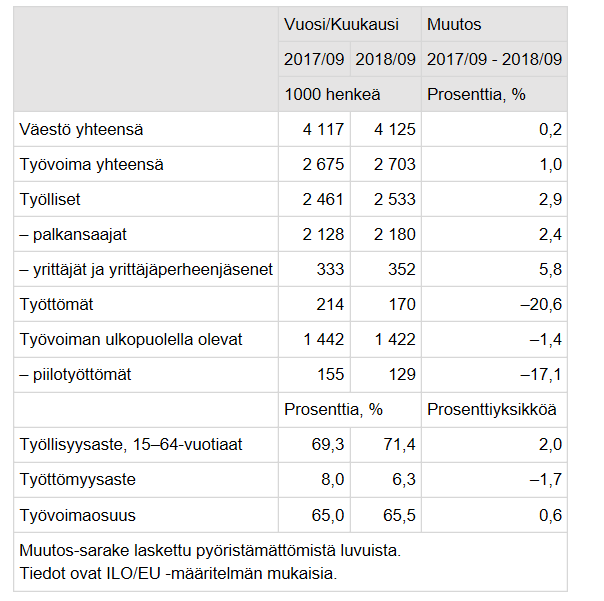 Vuosi/Kuukausi Muutos
2017/09 2018/09 2017/09 - 2018/09
1000 henkeä Prosenttia, %
Väestö yhteensä 4 117 4 125 0,2
Työvoima yhteensä 2 675 2 703 1,0
Työlliset 2 461 2 533 2,9
– palkansaajat 2 128 2 180 2,4
– yrittäjät ja yrittäjäperheenjäsenet 333 352 5,8
Työttömät 214 170 –20,6
Työvoiman ulkopuolella olevat 1 442 1 422 –1,4
– piilotyöttömät 155 129 –17,1
Prosenttia, % Prosenttiyksikköä
Työllisyysaste, 15–64-vuotiaat 69,3 71,4 2,0
Työttömyysaste 8,0 6,3 –1,7
Työvoimaosuus 65,0 65,5 0,6
Muutos-sarake laskettu pyöristämättömistä luvuista.
Tiedot ovat ILO/EU -määritelmän mukaisia.